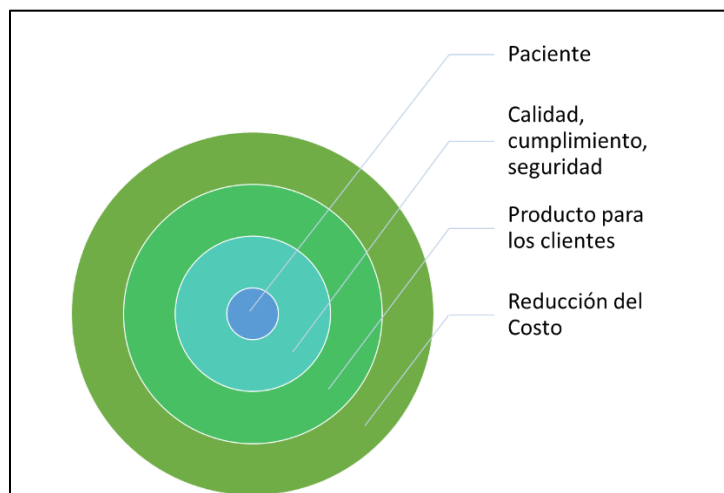 Paciente
Calidad,
cumplimiento,
seguridad
Producto para
los clientes
Reducción del
Costo